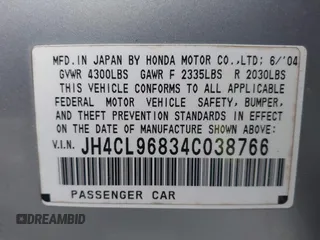 MFD.IN JAPAN BY HONDA MOTOR CO.,LTD: 6/'04
GVWR 4300LBS GAWR F 2335LBS R 2030LBS
THIS VEHICLE CONFORMS TO ALL APPLICABLE
FEDERAL MOTOR VEHICLE SAFETY, BUMPER,
AND THEFT PREVENTION STANDARDS IN EFFECT
ON THE DATE OF MANUFACTURE SHOWN ABOVE.
V.I.N. JH4CL96834C038766
PASSENGER CAR
DREAMBID